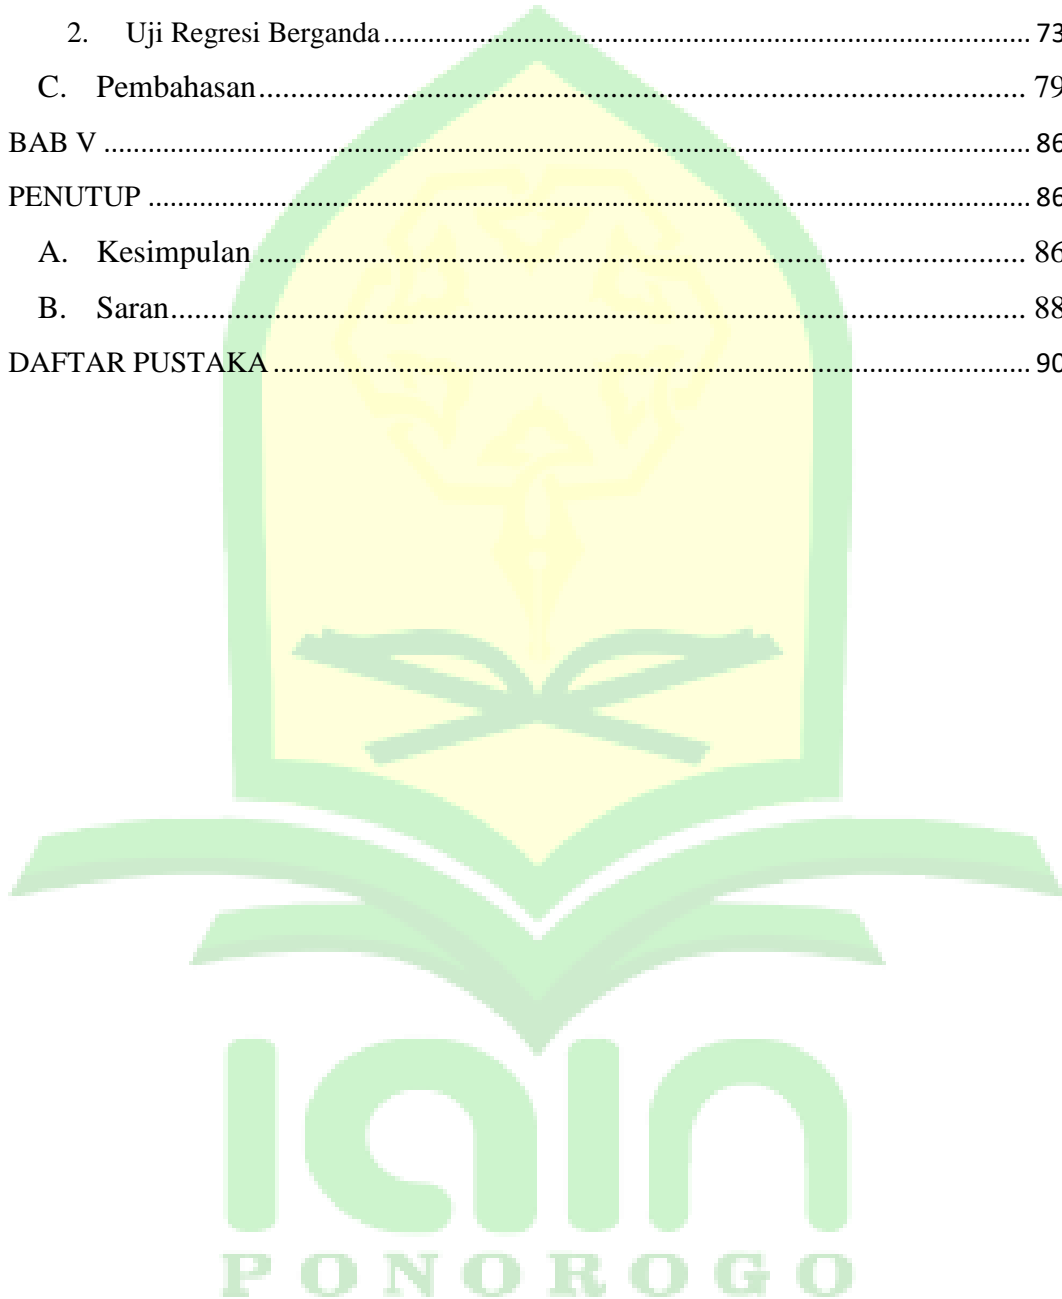 2. Uji Regresi Berganda 73
C. Pembahasan 79
BAB V 86
PENUTUP 86
A. Kesimpulan 86
B. Saran 88
DAFTAR PUSTAKA 90
iain
PONOROGO